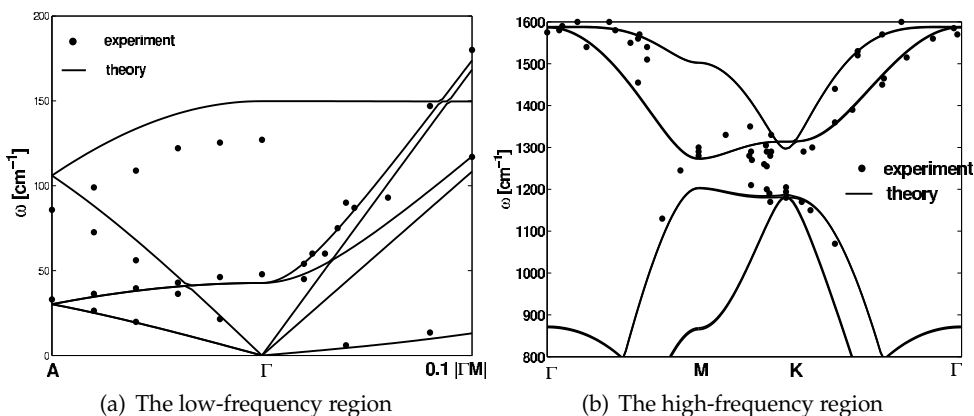 200
150
100
50
0
ω [cm⁻¹]
experiment
theory
A
Γ
0.1 |ΓM|
(a) The low-frequency region
1600
1500
1400
1300
1200
1100
1000
900
800
ω [cm⁻¹]
experiment
theory
Γ
M
K
Γ
(b) The high-frequency region